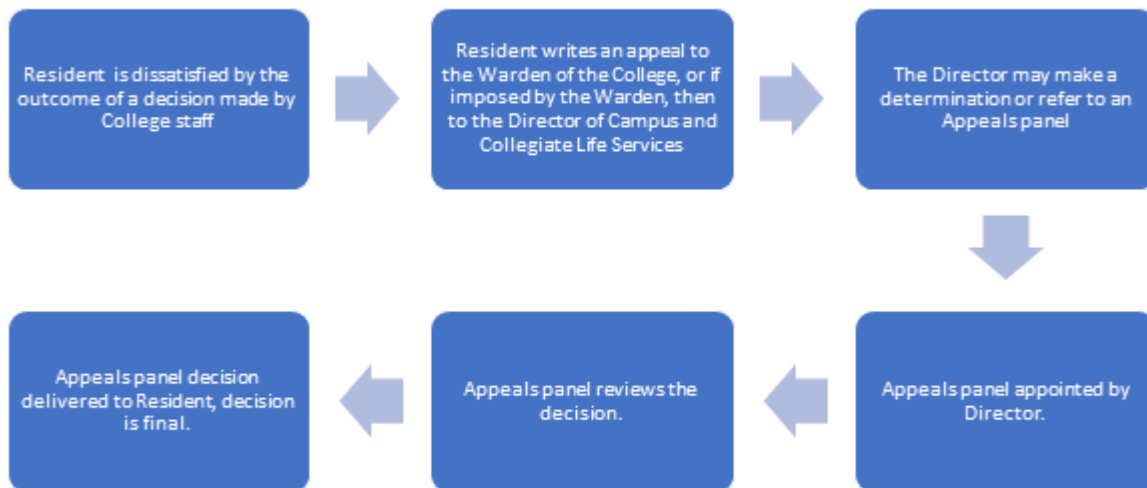 Resident is dissatisfied by the
outcome of a decision made by
College staff
Resident writes an appeal to
the Warden of the College, or if
imposed by the Warden, then
to the Director of Campus and
Collegiate Life Services
The Director may make a
determination or refer to an
Appeals panel
Appeals panel appointed by
Director.
Appeals panel reviews the
decision.
Appeals panel decision
delivered to Resident, decision
is final.